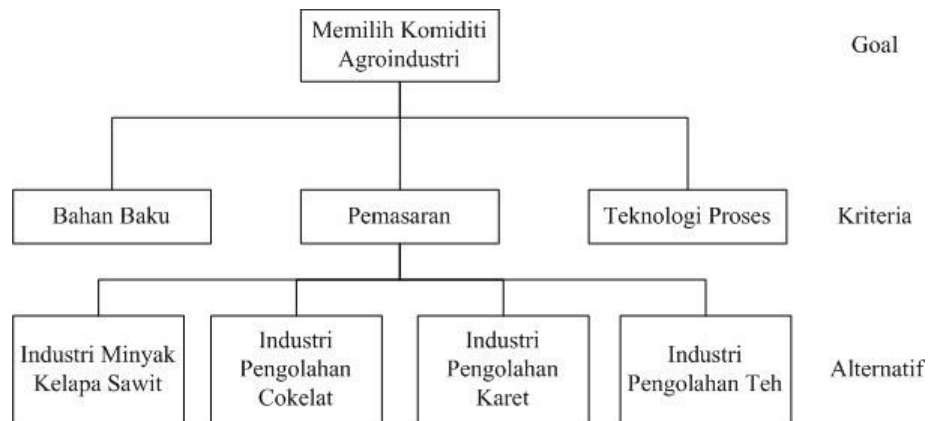 Memilih Komiditi
Agroindustri
Goal
Bahan Baku
Pemasaran
Teknologi Proses
Kriteria
Industri Minyak
Kelapa Sawit
Industri
Pengolahan
Cokelat
Industri
Pengolahan
Karet
Industri
Pengolahan Teh
Alternatif